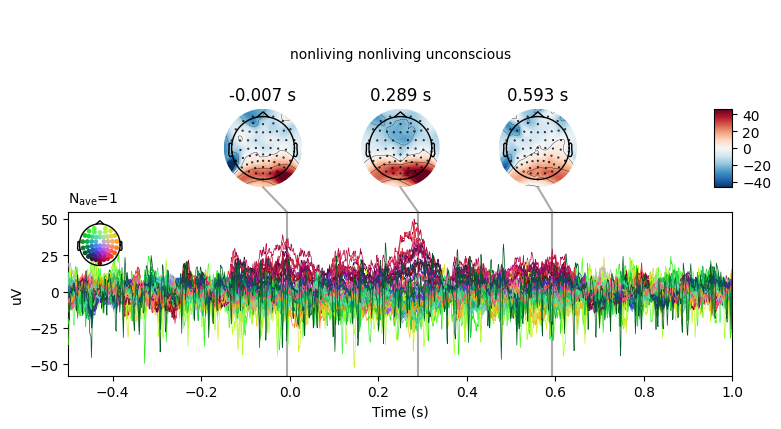 nonliving nonliving unconscious
-0.007 s 0.289 s 0.593 s
40
20
0
−20
−40
Nave=1
50
25
0
−25
−50
uV
−0.4 −0.2 0.0 0.2 0.4 0.6 0.8 1.0
Time (s)